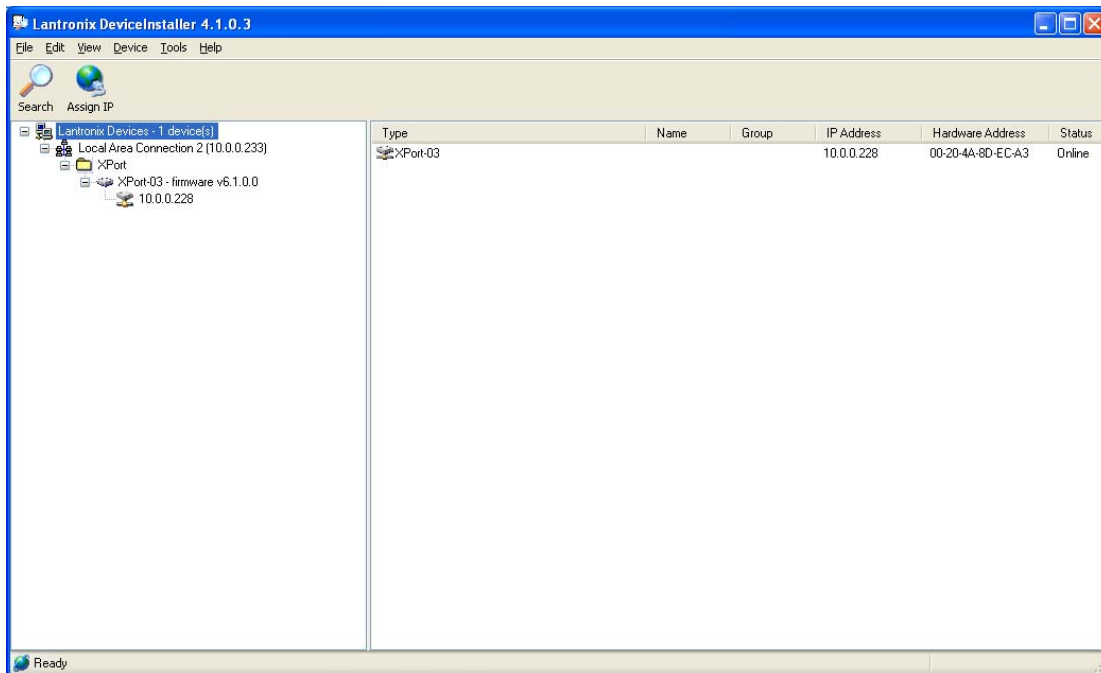 Lantronix DeviceInstaller 4.1.0.3
File Edit View Device Tools Help
Search Assign IP
Lantronix Devices - 1 device(s)
Local Area Connection 2 (10.0.0.233)
XPort
XPort-03 - firmware v6.1.0.0
10.0.0.228
Type Name Group IP Address Hardware Address Status
XPort-03 10.0.0.228 00-20-4A-8D-EC-A3 Online
Ready